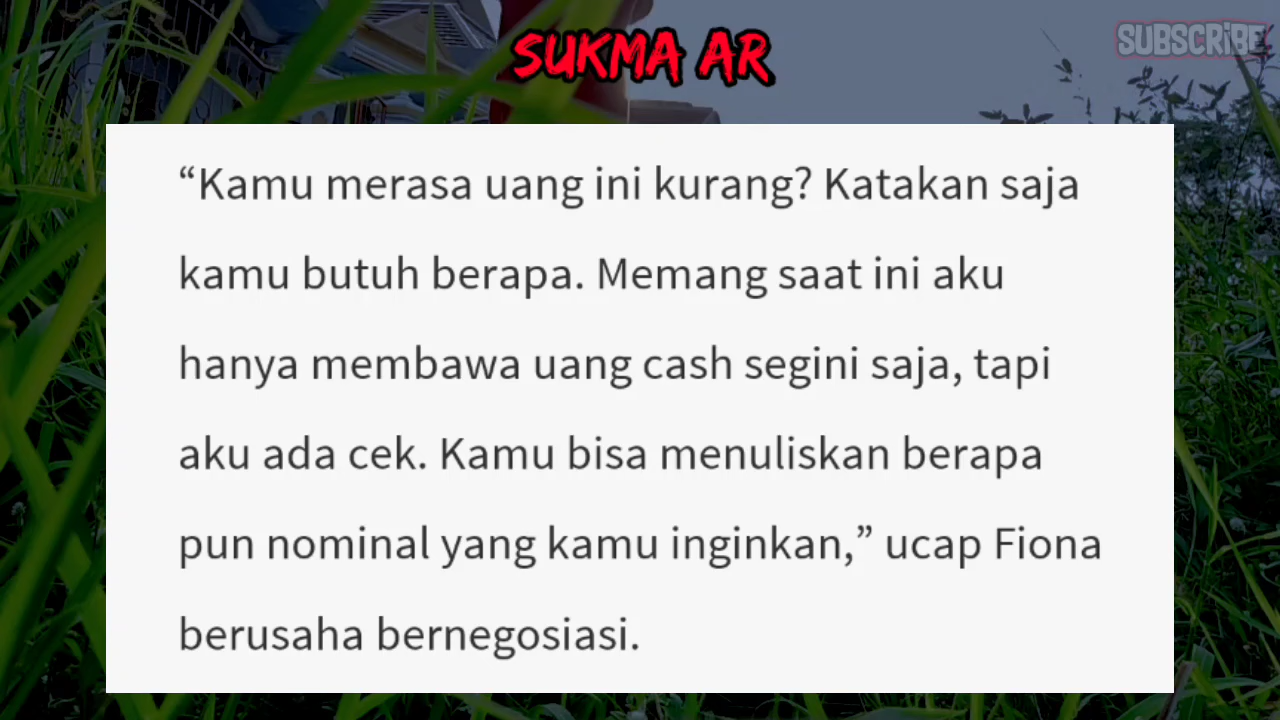 SUKMA AR
SUBSCRIBE
“Kamu merasa uang ini kurang? Katakan saja
kamu butuh berapa. Memang saat ini aku
hanya membawa uang cash segini saja, tapi
aku ada cek. Kamu bisa menuliskan berapa
pun nominal yang kamu inginkan,” ucap Fiona
berusaha bernegosiasi.